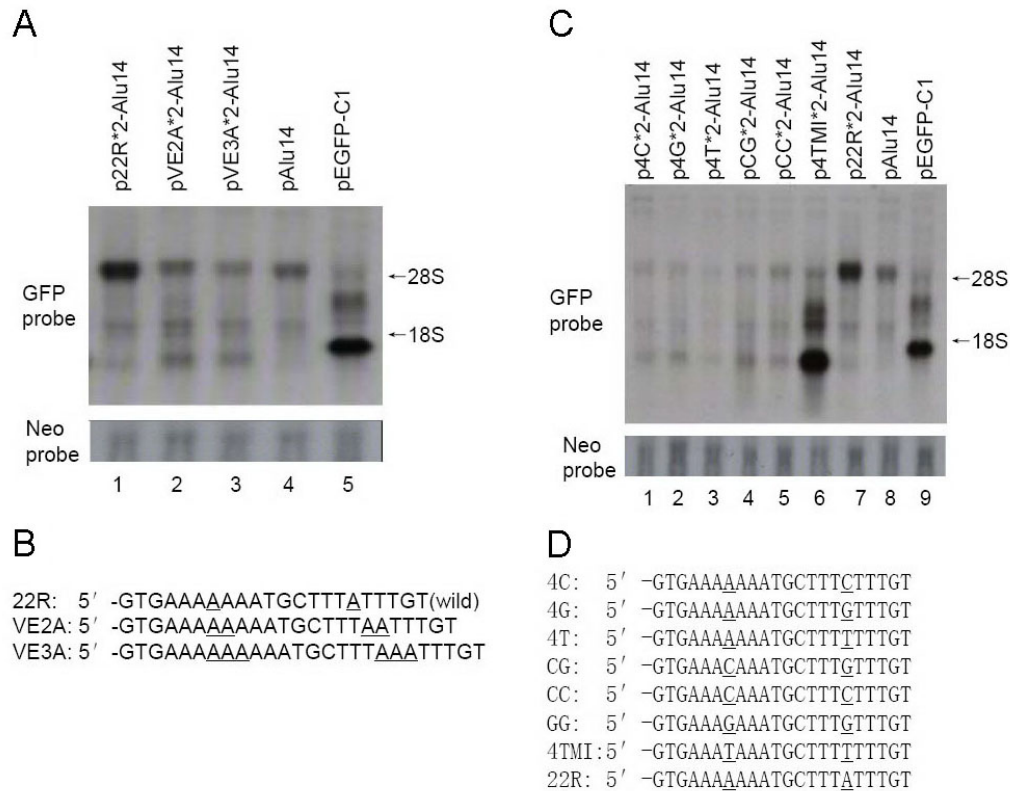 A
p22R*2-Alu14
pVE2A*2-Alu14
pVE3A*2-Alu14
pAlu14
pEGFP-C1
GFP
probe
←28S
←18S
Neo
probe
1 2 3 4 5
B
22R: 5′ -GTGAAAAAAATGCTTTATTTGT(wild)
VE2A: 5′ -GTGAAAAAAAATGCTTTAATTTGT
VE3A: 5′ -GTGAAAAAAAAATGCTTTAAATTTGT
C
p4C*2-Alu14
p4G*2-Alu14
p4T*2-Alu14
pCG*2-Alu14
pCC*2-Alu14
p4TMI*2-Alu14
p22R*2-Alu14
pAlu14
pEGFP-C1
GFP
probe
←28S
←18S
Neo
probe
1 2 3 4 5 6 7 8 9
D
4C: 5′ -GTGAAAAAAATGCTTTCTTTGT
4G: 5′ -GTGAAAAAAATGCTTTGTTTGT
4T: 5′ -GTGAAAAAAATGCTTTTTTTGT
CG: 5′ -GTGAAACAAATGCTTTGTTTGT
CC: 5′ -GTGAAACAAATGCTTTCTTTGT
GG: 5′ -GTGAAAGAAATGCTTTGTTTGT
4TMI: 5′ -GTGAAATAAATGCTTTTTTTGT
22R: 5′ -GTGAAAAAAATGCTTTATTTGT